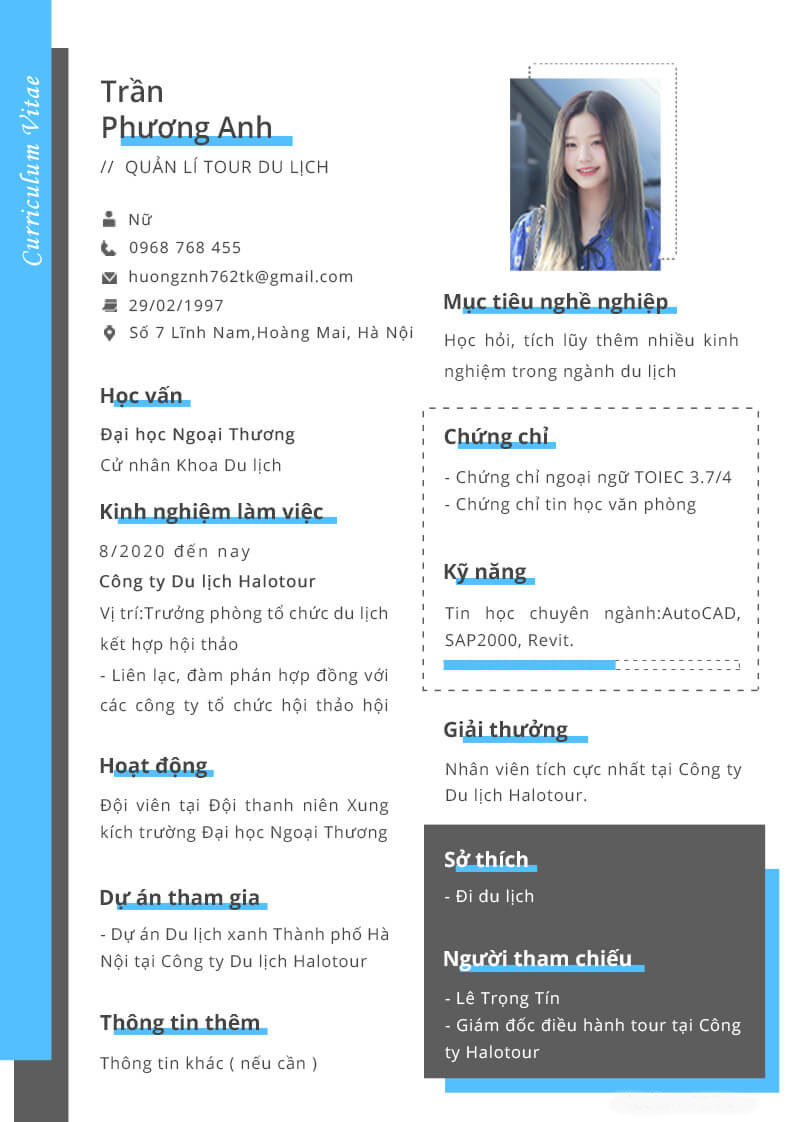 Curriculum Vitae
Trần
Phương Anh
// QUẢN LÍ TOUR DU LỊCH
Nữ
0968 768 455
huongznh762tk@gmail.com
29/02/1997
Số 7 Lĩnh Nam,Hoàng Mai, Hà Nội
Học vấn
Đại học Ngoại Thương
Cử nhân Khoa Du lịch
Kinh nghiệm làm việc
8/2020 đến nay
Công ty Du lịch Halotour
Vị trí:Trưởng phòng tổ chức du lịch
kết hợp hội thảo
- Liên lạc, đàm phán hợp đồng với
các công ty tổ chức hội thảo hội
Hoạt động
Đội viên tại Đội thanh niên Xung
kích trường Đại học Ngoại Thương
Dự án tham gia
- Dự án Du lịch xanh Thành phố Hà
Nội tại Công ty Du lịch Halotour
Thông tin thêm
Thông tin khác ( nếu cần )
Mục tiêu nghề nghiệp
Học hỏi, tích lũy thêm nhiều kinh
nghiệm trong ngành du lịch
Chứng chỉ
- Chứng chỉ ngoại ngữ TOIEC 3.7/4
- Chứng chỉ tin học văn phòng
Kỹ năng
Tin học chuyên ngành:AutoCAD,
SAP2000, Revit.
Giải thưởng
Nhân viên tích cực nhất tại Công ty
Du lịch Halotour.
Sở thích
- Đi du lịch
Người tham chiếu
- Lê Trọng Tín
- Giám đốc điều hành tour tại Công
ty Halotour